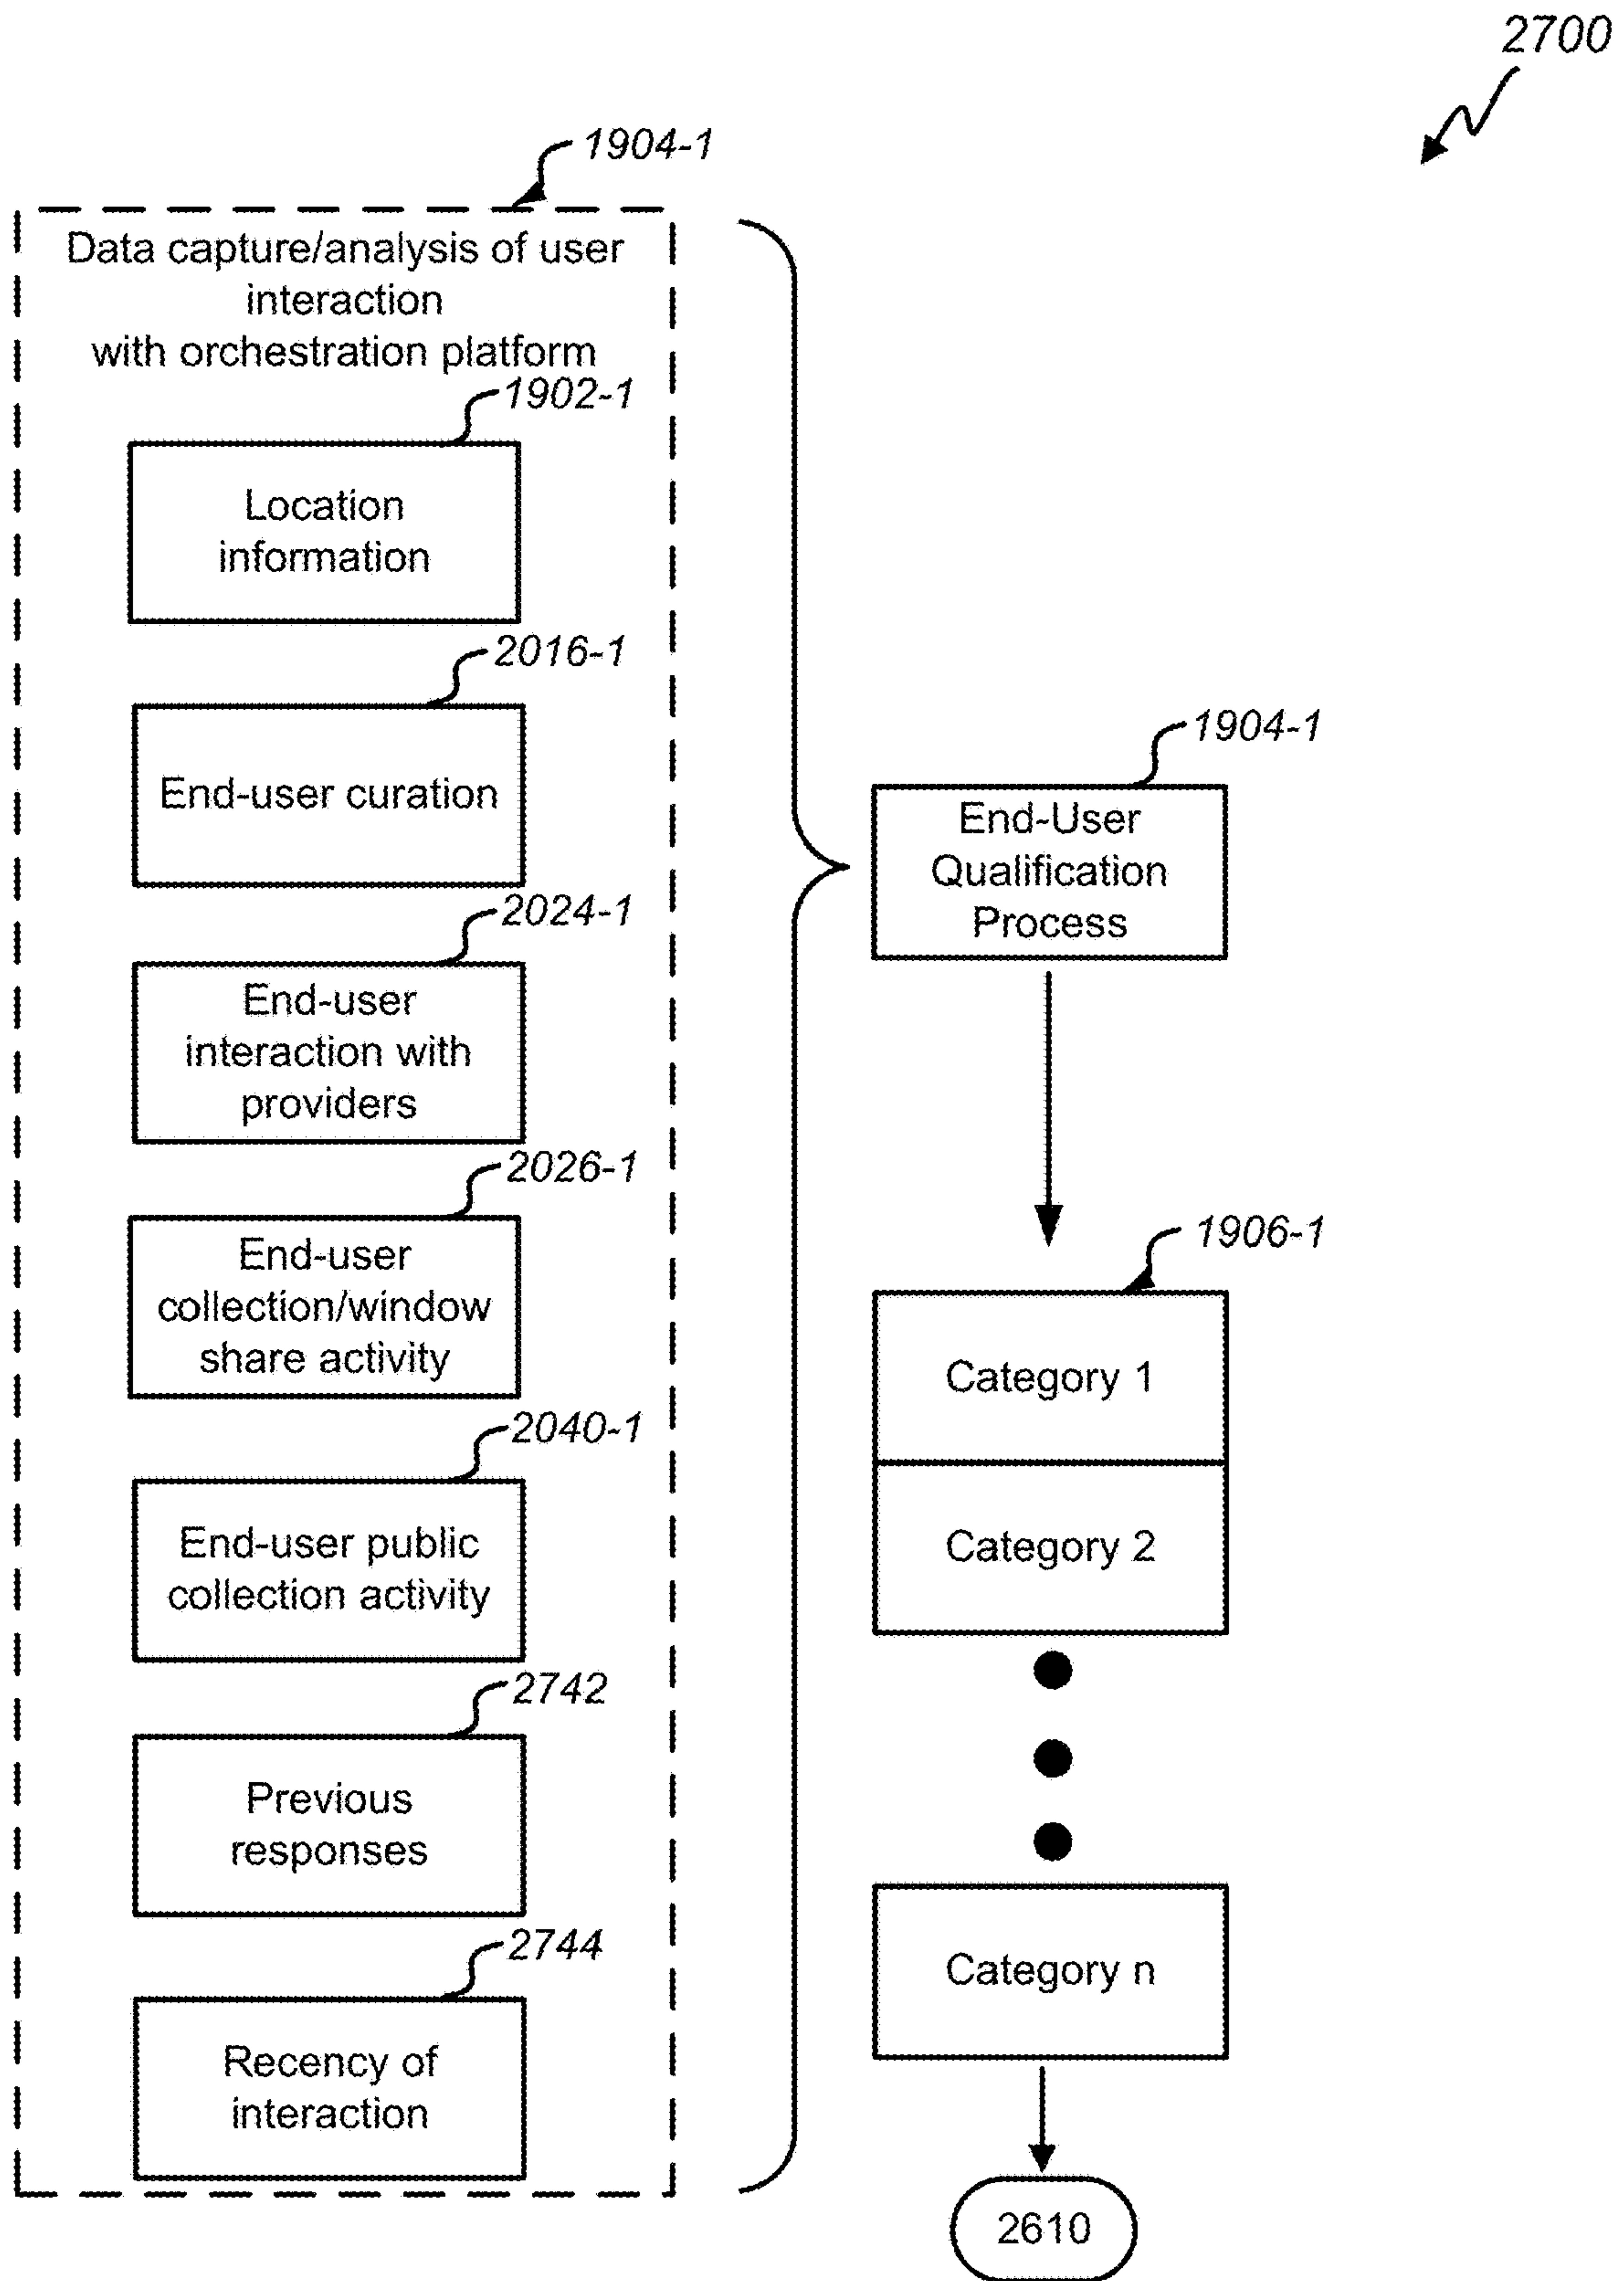 2700
1904-1
Data capture/analysis of user
interaction
with orchestration platform
1902-1
Location
information
2016-1
End-user curation
2024-1
End-user
interaction with
providers
2026-1
End-user
collection/window
share activity
2040-1
End-user public
collection activity
2742
Previous
responses
2744
Recency of
interaction
1904-1
End-User
Qualification
Process
1906-1
Category 1
Category 2
Category n
2610